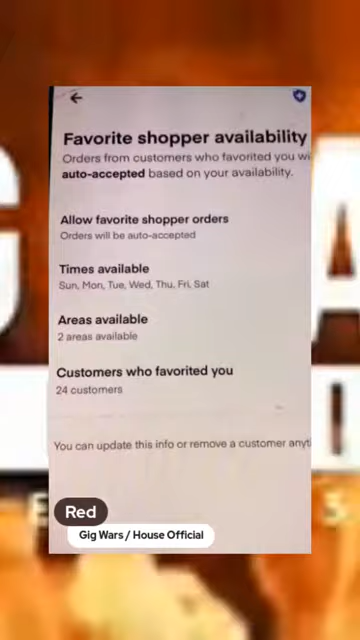 Favorite shopper availability
Orders from customers who favorited you
auto-accepted based on your availability.
Allow favorite shopper orders
Orders will be auto-accepted
Times available
Sun, Mon, Tue, Wed, Thu, Fri, Sat
Areas available
2 areas available
Customers who favorited you
24 customers
You can update this info or remove a customer
Red
Gig Wars / House Official